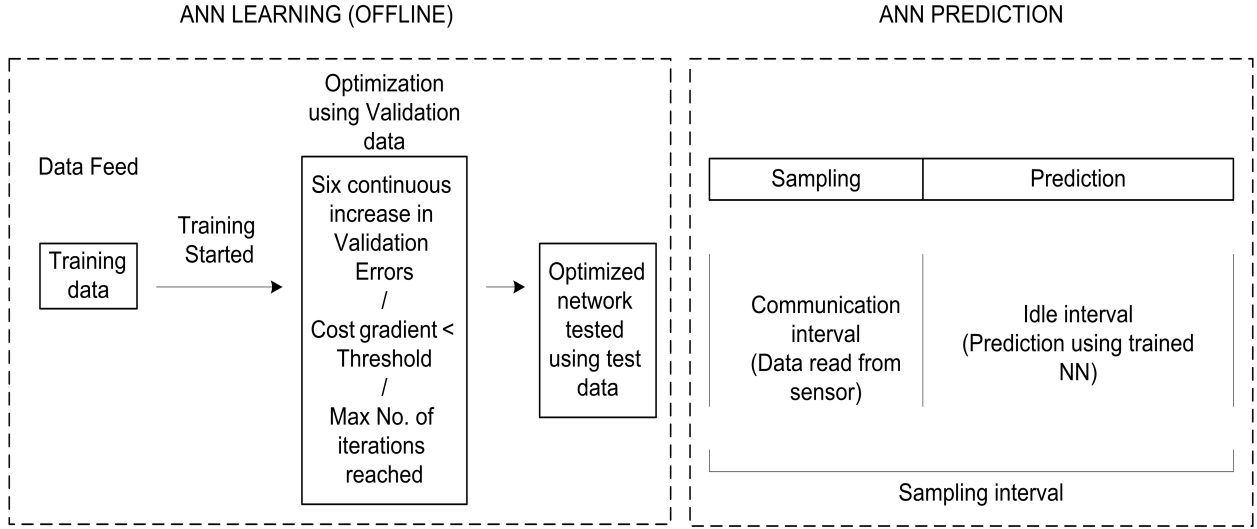 ANN LEARNING (OFFLINE)
Data Feed
Training
data
Training
Started
Optimization
using Validation
data
Six continuous
increase in
Validation
Errors
/
Cost gradient <
Threshold
/
Max No. of
iterations
reached
Optimized
network
tested
using test
data
ANN PREDICTION
Sampling
Prediction
Communication
interval
(Data read from
sensor)
Idle interval
(Prediction using trained
NN)
Sampling interval